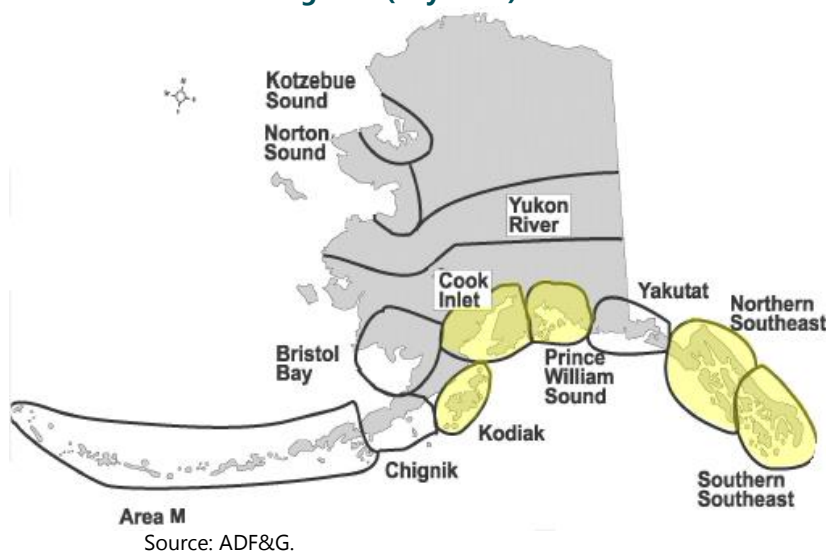 Kotzebue
Sound
Norton
Sound
Yukon
River
Cook
Inlet
Yakutat
Northern
Southeast
Bristol
Bay
Prince
William
Sound
Kodiak
Chignik
Southern
Southeast
Area M
Source: ADF&G.